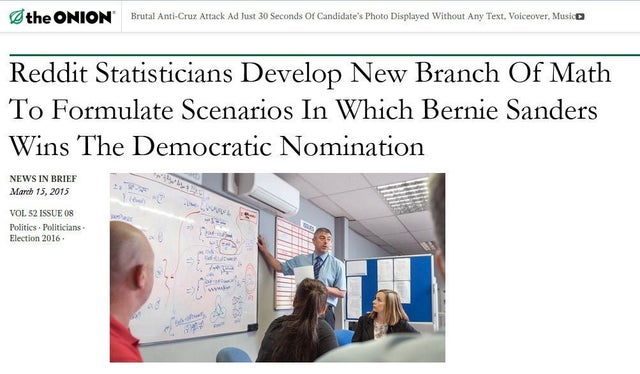 the ONION® Brutal Anti-Cruz Attack Ad Just 30 Seconds Of Candidate's Photo Displayed Without Any Text, Voiceover, Music
Reddit Statisticians Develop New Branch Of Math
To Formulate Scenarios In Which Bernie Sanders
Wins The Democratic Nomination
NEWS IN BRIEF
March 15, 2015
VOL 52 ISSUE 08
Politics · Politicians ·
Election 2016 ·